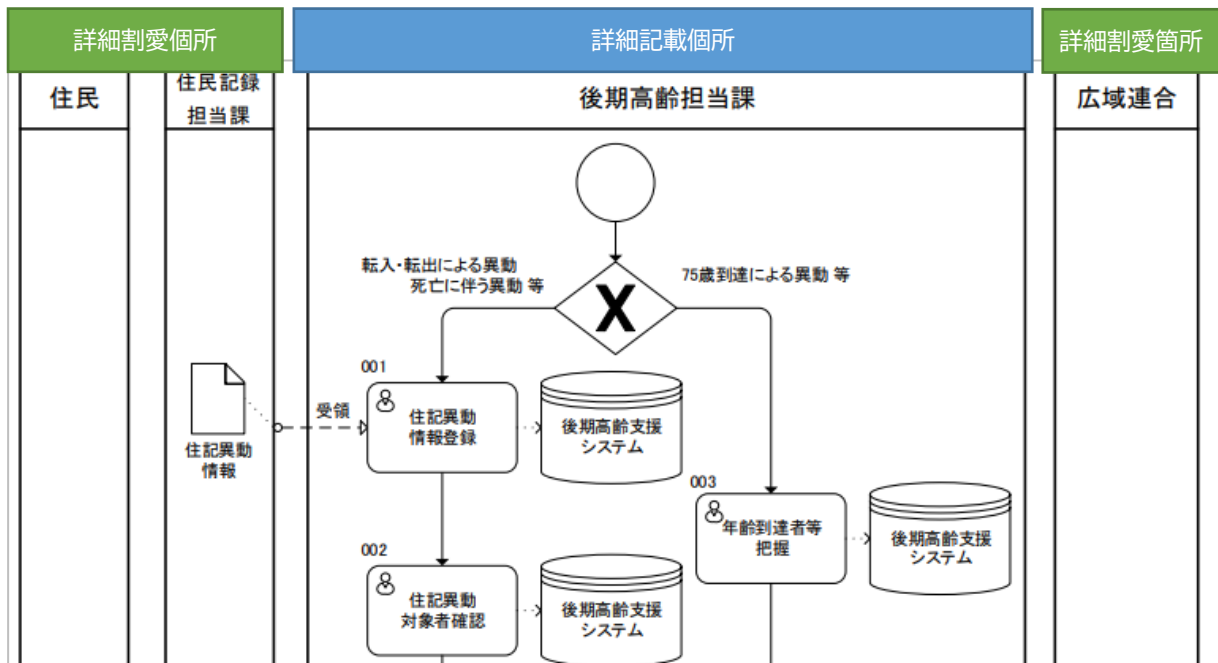 詳細割愛個所
詳細記載個所
詳細割愛箇所
住民
住民記録
担当課
後期高齢担当課
広域連合
転入・転出による異動
死亡に伴う異動 等
75歳到達による異動 等
X
001
住記異動
情報登録
後期高齢支援
システム
受領
住記異動
情報
003
年齢到達者等
把握
後期高齢支援
システム
002
住記異動
対象者確認
後期高齢支援
システム